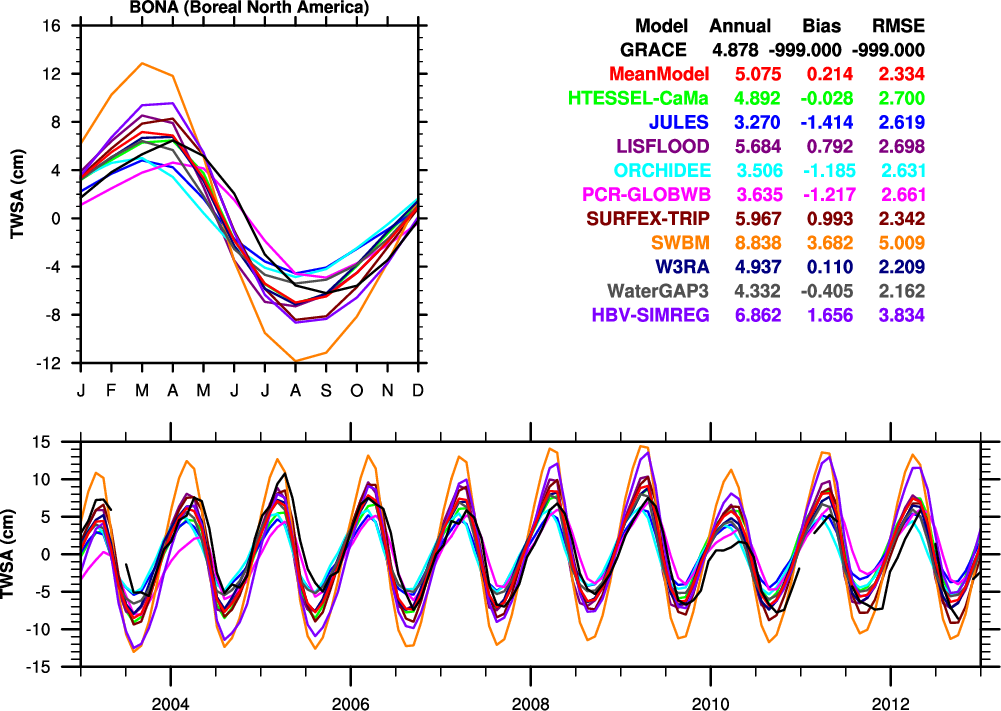 BONA (Boreal North America)
16
12
8
4
0
-4
-8
-12
TWSA (cm)
J F M A M J J A S O N D
Model Annual Bias RMSE
GRACE 4.878 -999.000 -999.000
MeanModel 5.075 0.214 2.334
HTESSEL-CaMa 4.892 -0.028 2.700
JULES 3.270 -1.414 2.619
LISFLOOD 5.684 0.792 2.698
ORCHIDEE 3.506 -1.185 2.631
PCR-GLOBWB 3.635 -1.217 2.661
SURFEX-TRIP 5.967 0.993 2.342
SWBM 8.838 3.682 5.009
W3RA 4.937 0.110 2.209
WaterGAP3 4.332 -0.405 2.162
HBV-SIMREG 6.862 1.656 3.834
15
10
5
0
-5
-10
-15
TWSA (cm)
2004 2006 2008 2010 2012